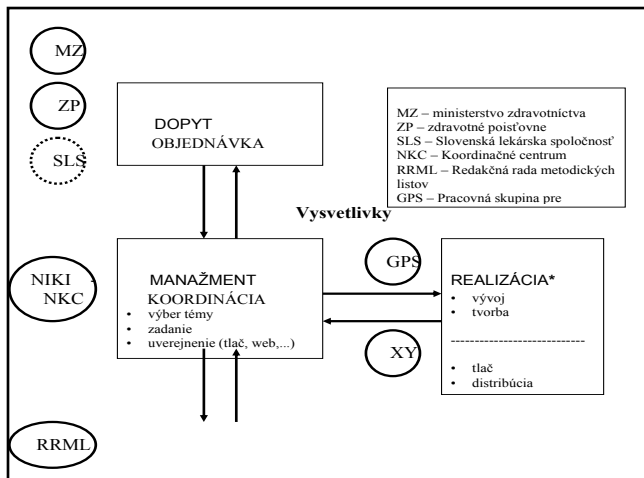 MZ
ZP
SLS
DOPYT
OBJEDNÁVKA
MZ – ministerstvo zdravotníctva
ZP – zdravotné poisťovne
SLS – Slovenská lekárska spoločnosť
NKC – Koordinačné centrum
RRML – Redakčná rada metodických
listov
GPS – Pracovná skupina pre
Vysvetlivky
NIKI
NKC
MANAŽMENT
KOORDINÁCIA
• výber témy
• zadanie
• uverejnenie (tlač, web,...)
GPS
XY
REALIZÁCIA*
• vývoj
• tvorba
----------------------------
• tlač
• distribúcia
RRML